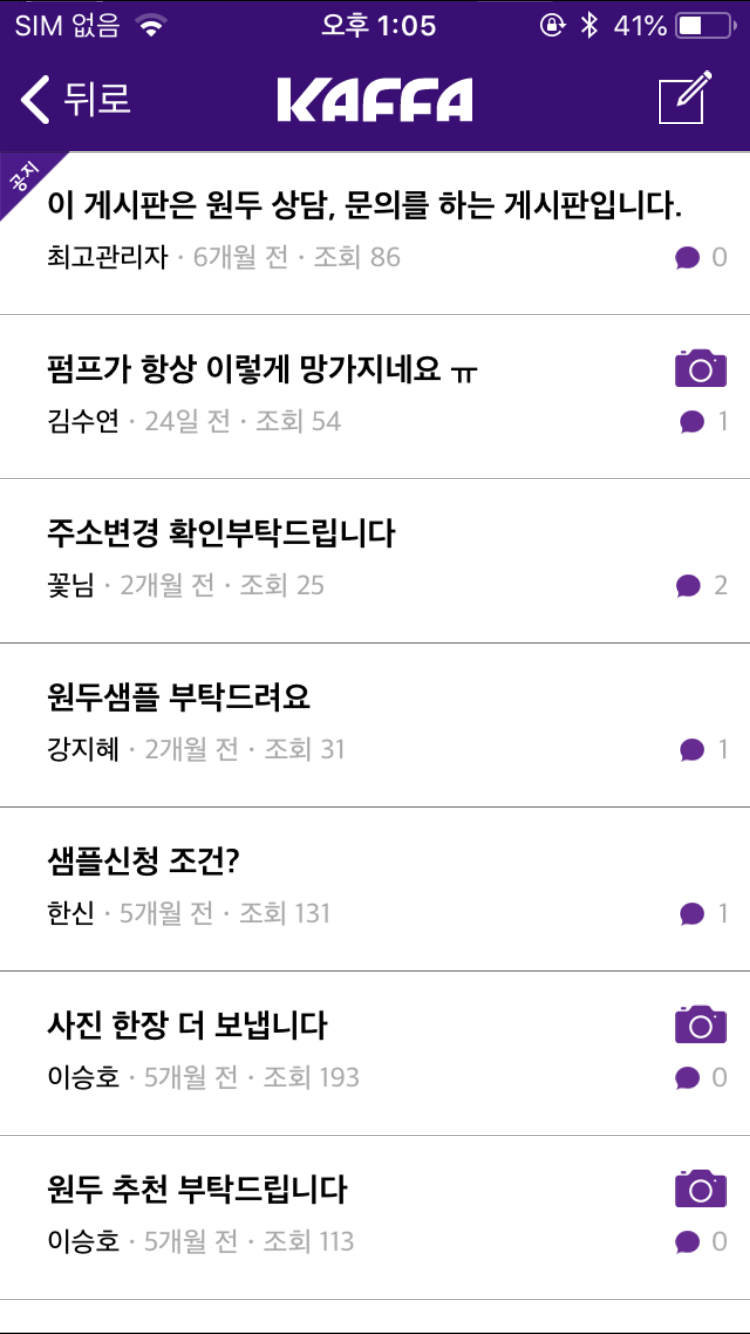 SIM 없음 오후 1:05 41%
뒤로 KAFFA
공지
이 게시판은 원두 상담, 문의를 하는 게시판입니다.
최고관리자 · 6개월 전 · 조회 86 0
펌프가 항상 이렇게 망가지네요 ㅠ
김수연 · 24일 전 · 조회 54 1
주소변경 확인부탁드립니다
꽃님 · 2개월 전 · 조회 25 2
원두샘플 부탁드려요
강지혜 · 2개월 전 · 조회 31 1
샘플신청 조건?
한신 · 5개월 전 · 조회 131 1
사진 한장 더 보냅니다
이승호 · 5개월 전 · 조회 193 0
원두 추천 부탁드립니다
이승호 · 5개월 전 · 조회 113 0